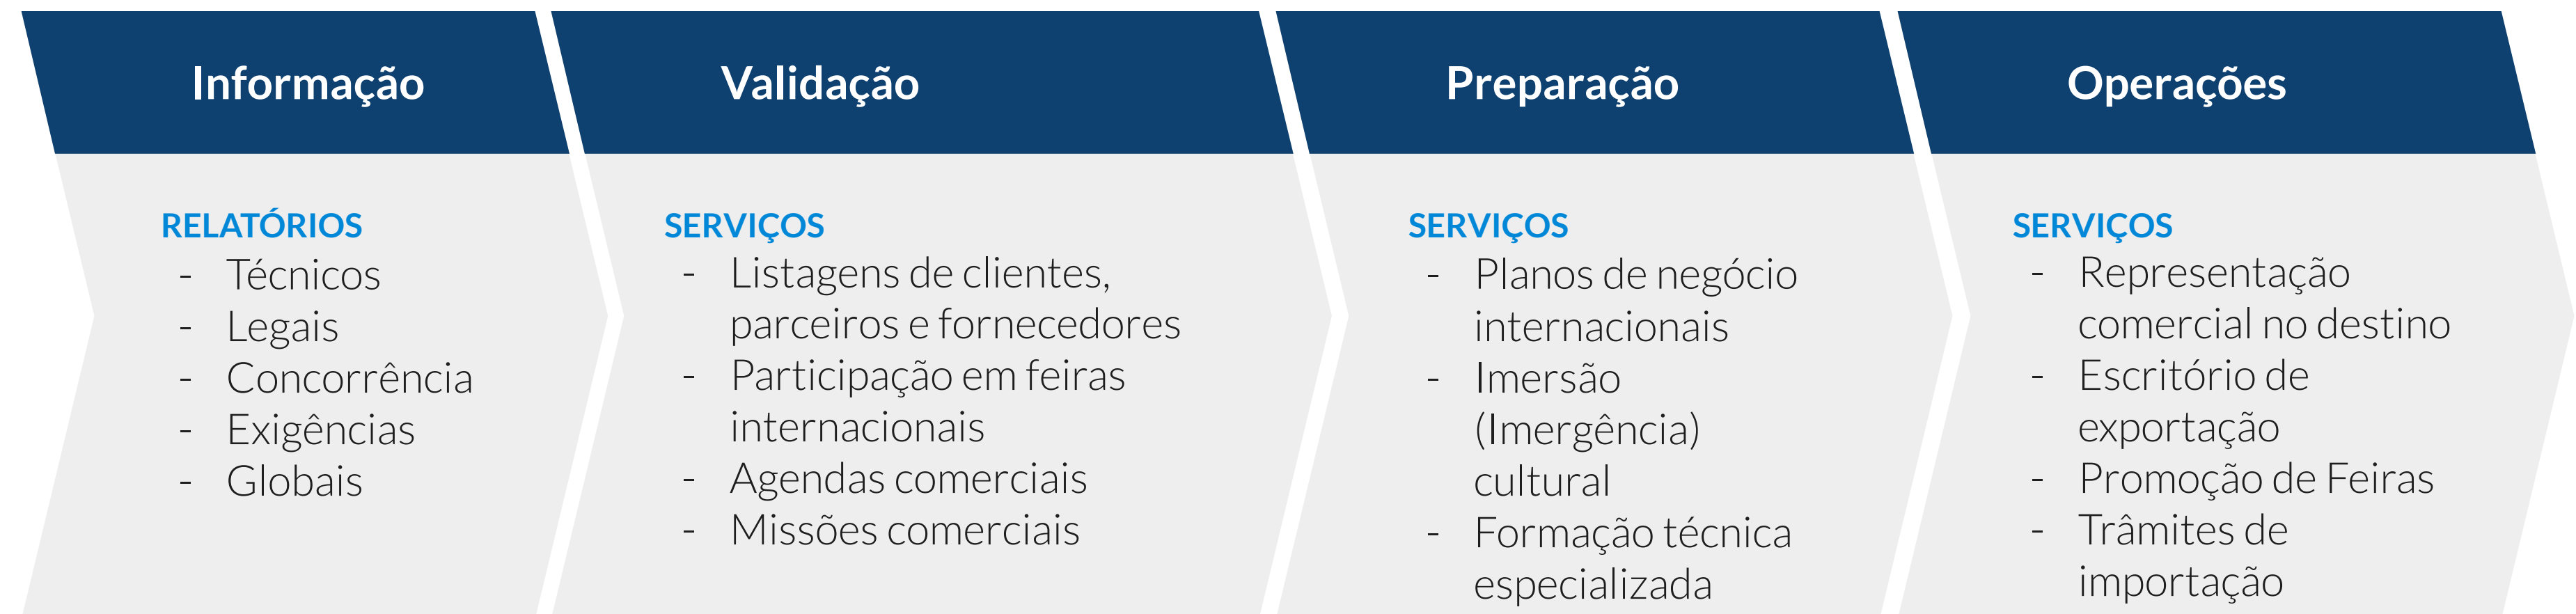 Informação
RELATÓRIOS
- Técnicos
- Legais
- Concorrência
- Exigências
- Globais
Validação
SERVIÇOS
- Listagens de clientes,
parceiros e fornecedores
- Participação em feiras
internacionais
- Agendas comerciais
- Missões comerciais
Preparação
SERVIÇOS
- Planos de negócio
internacionais
- Imersão
(Imergência)
cultural
- Formação técnica
especializada
Operações
SERVIÇOS
- Representação
comercial no destino
- Escritório de
exportação
- Promoção de Feiras
- Trâmites de
importação